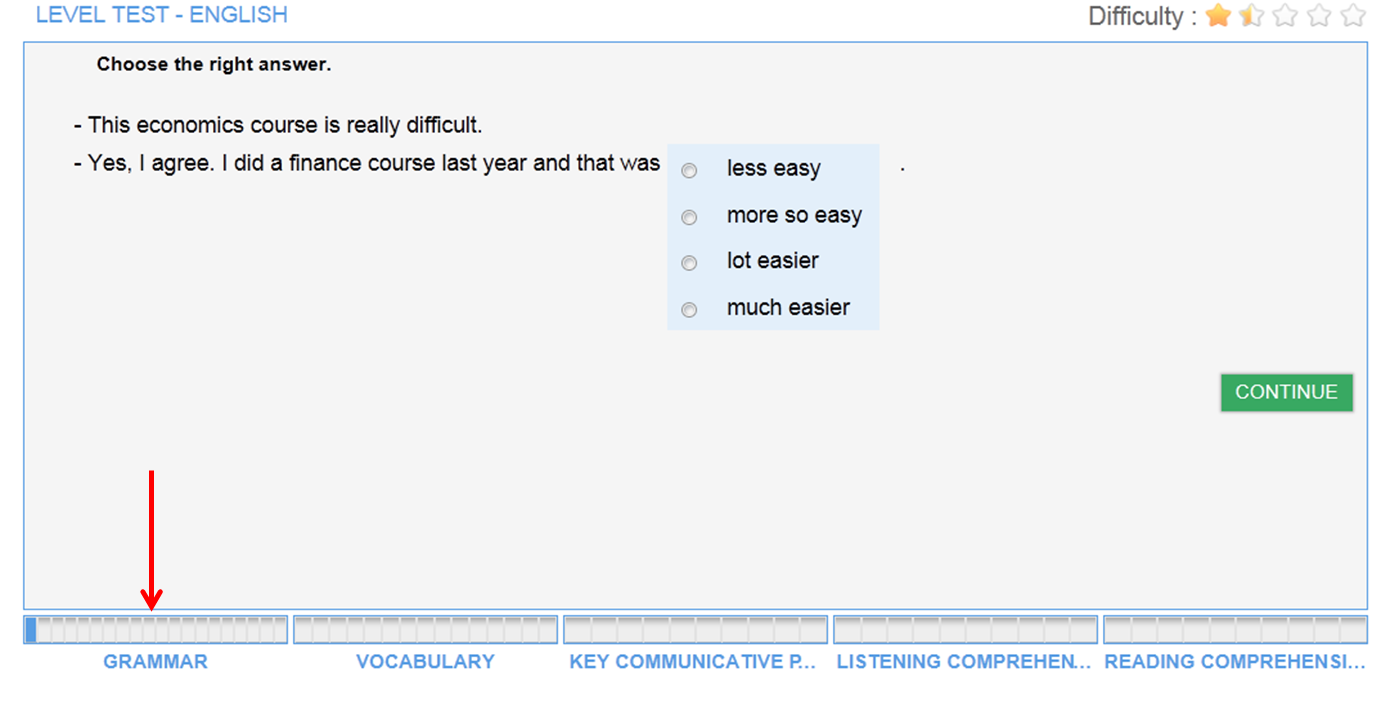 LEVEL TEST - ENGLISH
Difficulty :
Choose the right answer.
- This economics course is really difficult.
- Yes, I agree. I did a finance course last year and that was less easy .
more so easy
lot easier
much easier
CONTINUE
GRAMMAR
VOCABULARY
KEY COMMUNICATIVE P...
LISTENING COMPREHEN...
READING COMPREHENSI...